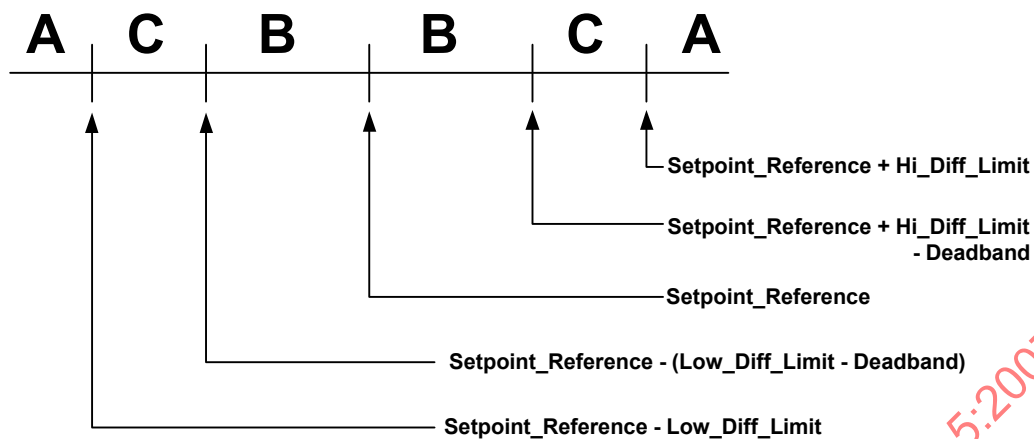 A C B B C A
Setpoint_Reference + Hi_Diff_Limit
Setpoint_Reference + Hi_Diff_Limit
- Deadband
Setpoint_Reference
Setpoint_Reference - (Low_Diff_Limit - Deadband)
Setpoint_Reference - Low_Diff_Limit